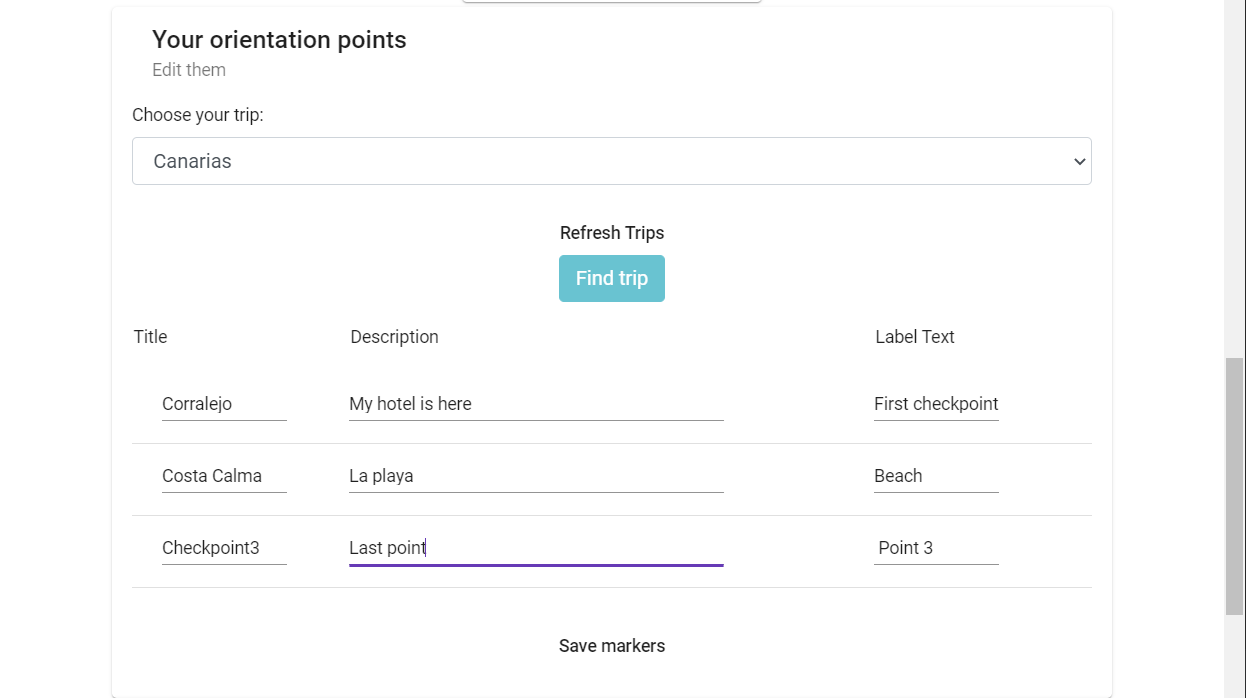 Your orientation points
Edit them
Choose your trip:
Canarias
Refresh Trips
Find trip
Title Description Label Text
Corralejo My hotel is here First checkpoint
Costa Calma La playa Beach
Checkpoint3 Last point Point 3
Save markers